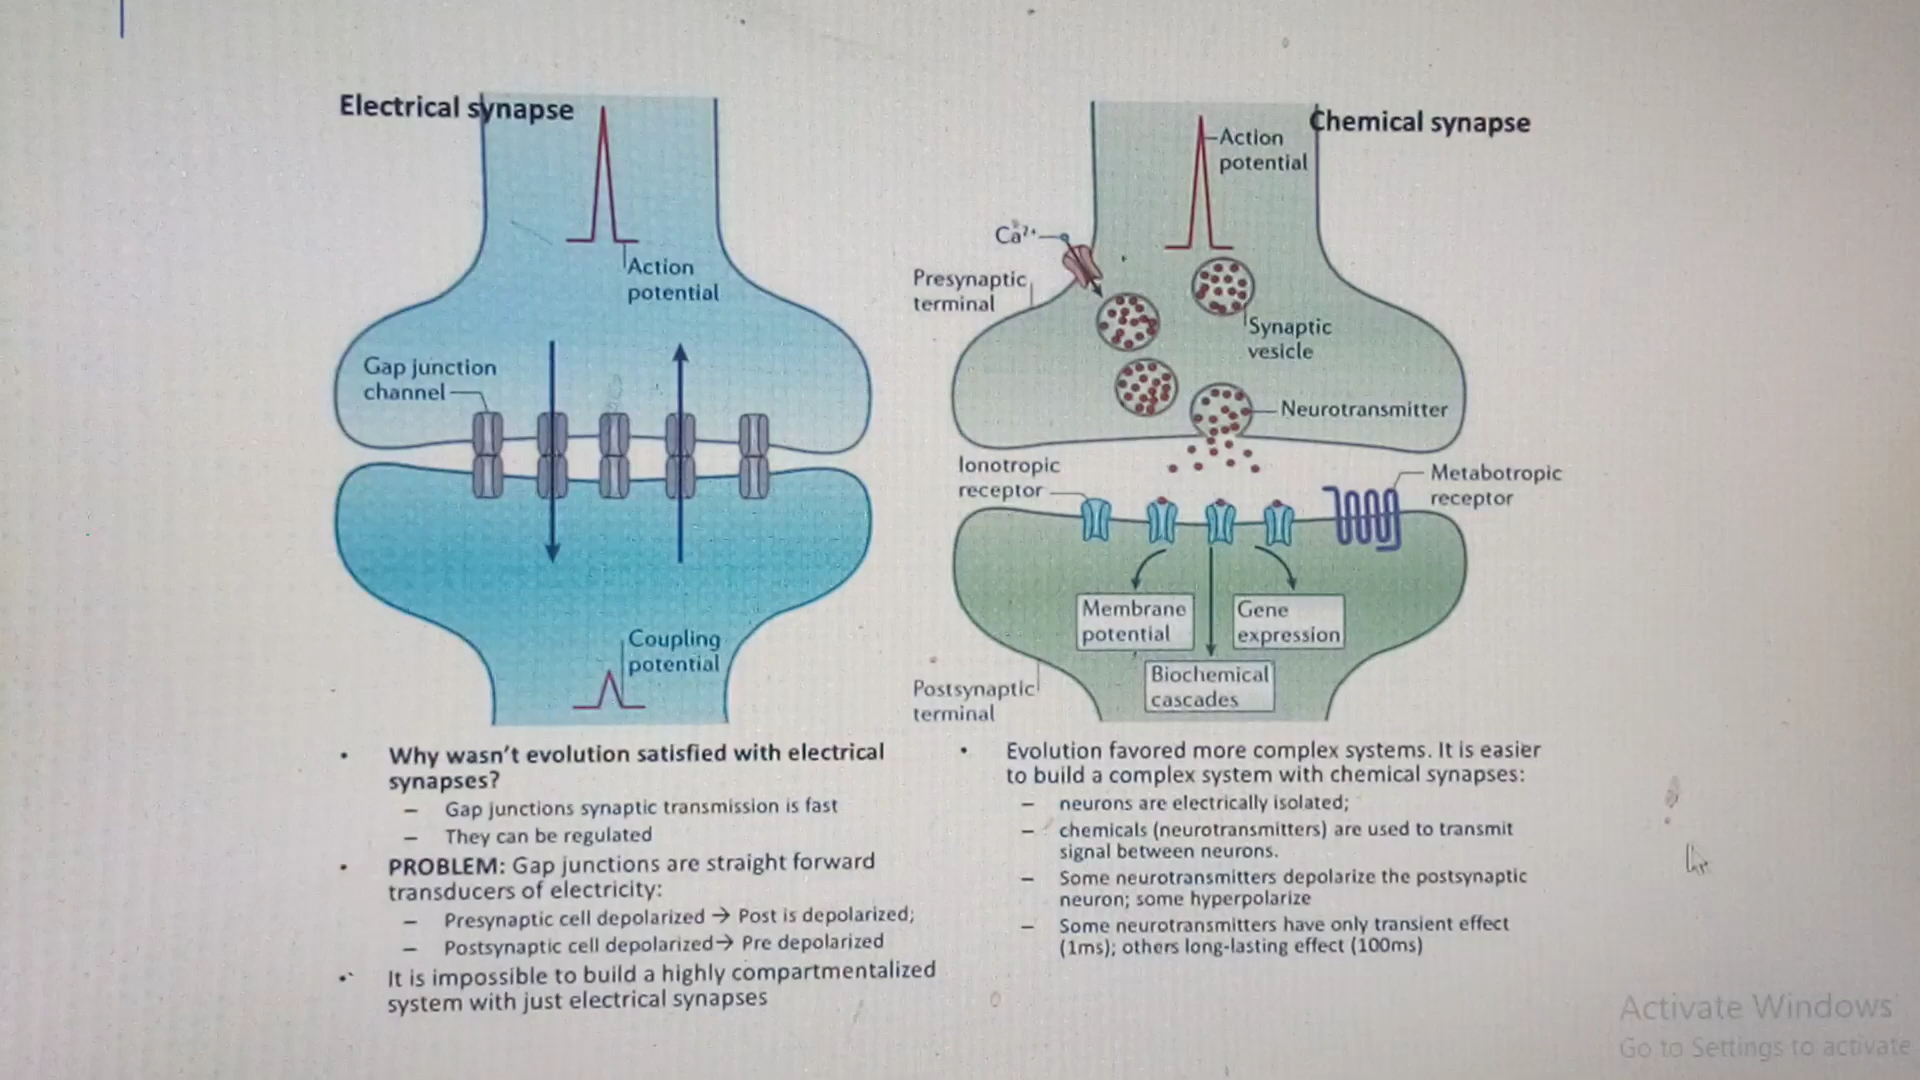 Electrical synapse
Action
potential
Gap junction
channel
Coupling
potential
Chemical synapse
Action
potential
Ca2+
Presynaptic
terminal
Synaptic
vesicle
Neurotransmitter
Ionotropic
receptor
Metabotropic
receptor
Membrane
potential
Gene
expression
Biochemical
cascades
Postsynaptic
terminal
• Why wasn't evolution satisfied with electrical
synapses?
– Gap junctions synaptic transmission is fast
– They can be regulated
• PROBLEM: Gap junctions are straight forward
transducers of electricity:
– Presynaptic cell depolarized → Post is depolarized;
– Postsynaptic cell depolarized→ Pre depolarized
• It is impossible to build a highly compartmentalized
system with just electrical synapses
• Evolution favored more complex systems. It is easier
to build a complex system with chemical synapses:
– neurons are electrically isolated;
– chemicals (neurotransmitters) are used to transmit
signal between neurons.
– Some neurotransmitters depolarize the postsynaptic
neuron; some hyperpolarize
– Some neurotransmitters have only transient effect
(1ms); others long-lasting effect (100ms)
Activate Windows
Go to Settings to activate